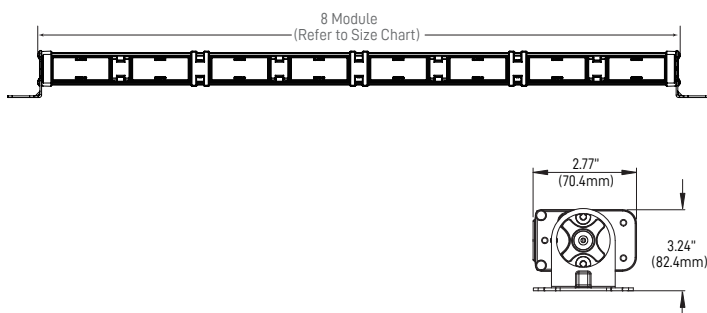 8 Module
(Refer to Size Chart)
2.77"
(70.4mm)
3.24"
(82.4mm)